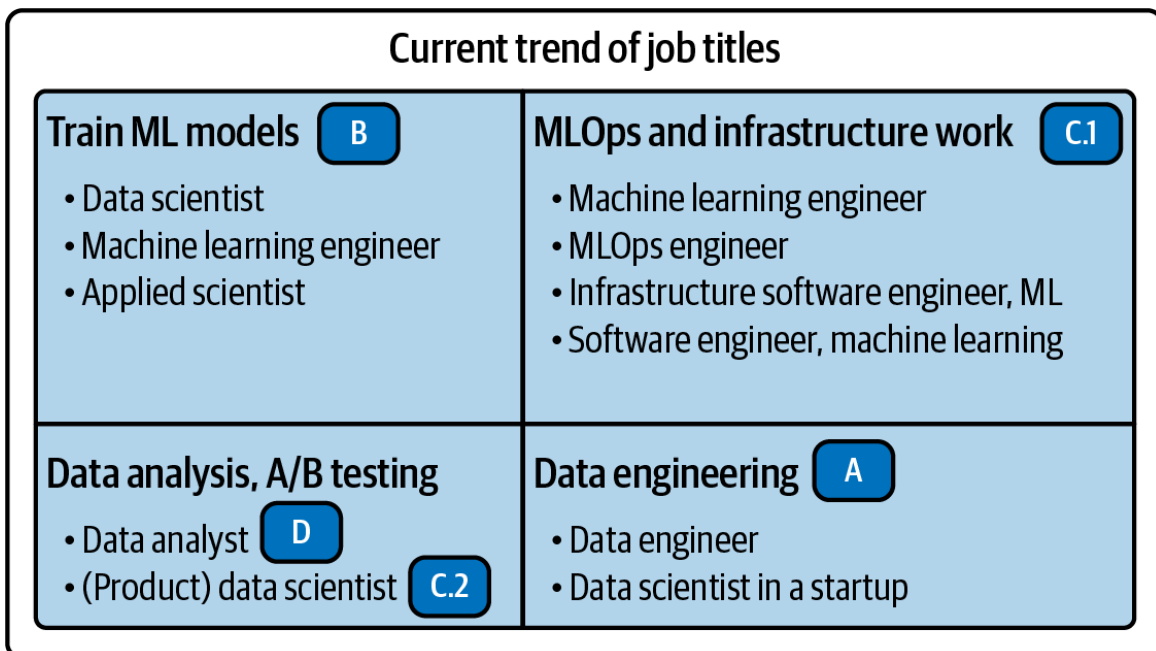 Current trend of job titles
Train ML models B
• Data scientist
• Machine learning engineer
• Applied scientist
MLOps and infrastructure work C.1
• Machine learning engineer
• MLOps engineer
• Infrastructure software engineer, ML
• Software engineer, machine learning
Data analysis, A/B testing
• Data analyst D
• (Product) data scientist C.2
Data engineering A
• Data engineer
• Data scientist in a startup